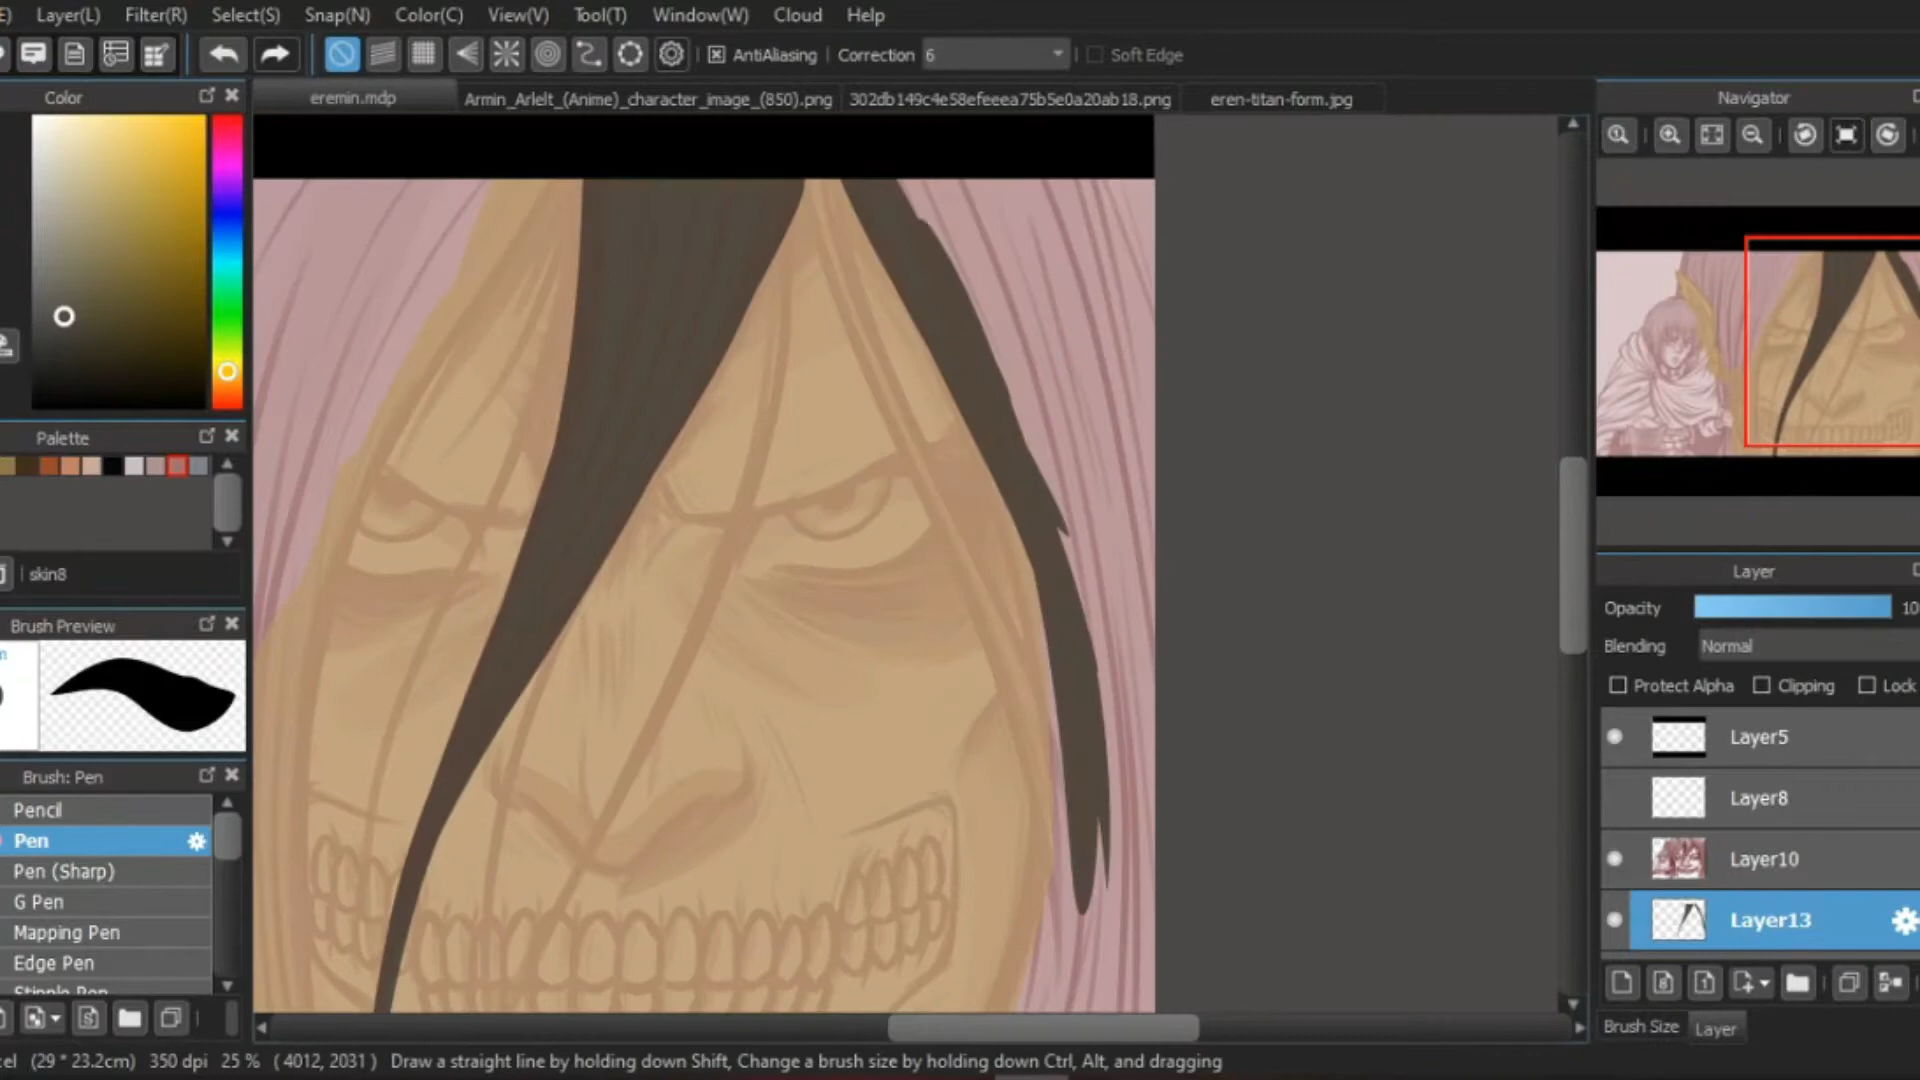 Layer(L) Filter(R) Select(S) Snap(N) Color(C) View(V) Tool(T) Window(W) Cloud Help
AntiAliasing Correction 6 Soft Edge
Color
eremin.mdp Armin_Arlelt_(Anime)_character_image_(850).png 302db149c4e58efeeea75b5e0a20ab18.png eren-titan-form.jpg
Navigator
Palette
skin8
Brush Preview
Brush: Pen
Pencil
Pen
Pen (Sharp)
G Pen
Mapping Pen
Edge Pen
Stipple Pen
Layer
Opacity 10
Blending Normal
Protect Alpha Clipping Lock
Layer5
Layer8
Layer10
Layer13
Brush Size Layer
(29 * 23.2cm) 350 dpi 25 % ( 4012, 2031 ) Draw a straight line by holding down Shift, Change a brush size by holding down Ctrl, Alt, and dragging